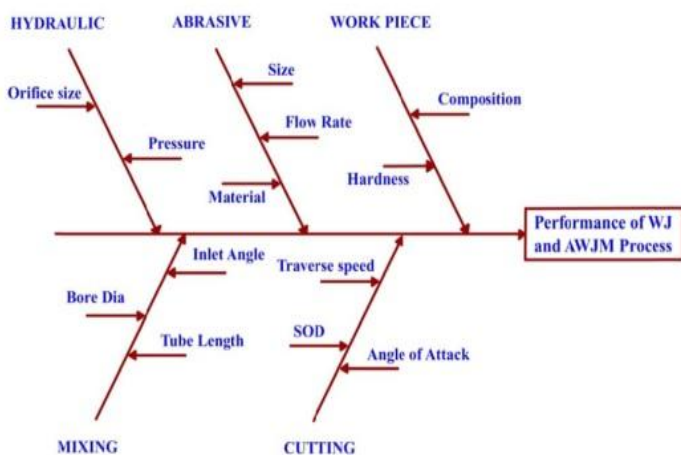 HYDRAULIC
ABRASIVE
WORK PIECE
Orifice size
Pressure
Size
Flow Rate
Material
Composition
Hardness
Performance of WJ
and AWJM Process
Inlet Angle
Bore Dia
Tube Length
Traverse speed
SOD
Angle of Attack
MIXING
CUTTING